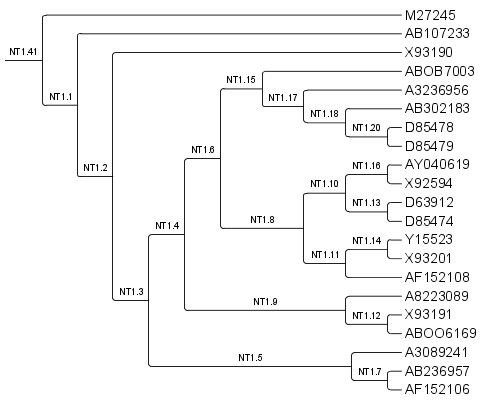 M27245
NT1.41
AB107233
NT1.1
X93190
ABOB7003
NT1.15
A3236956
NT1.17
AB302183
NT1.18
D85478
NT1.20
D85479
NT1.6
AY040619
NT1.16
X92594
NT1.2
NT1.10
D63912
NT1.13
D85474
NT1.8
NT1.4
Y15523
NT1.14
X93201
NT1.11
AF152108
NT1.3
A8223089
NT1.9
X93191
NT1.12
ABOO6169
A3089241
NT1.5
AB236957
NT1.7
AF152106